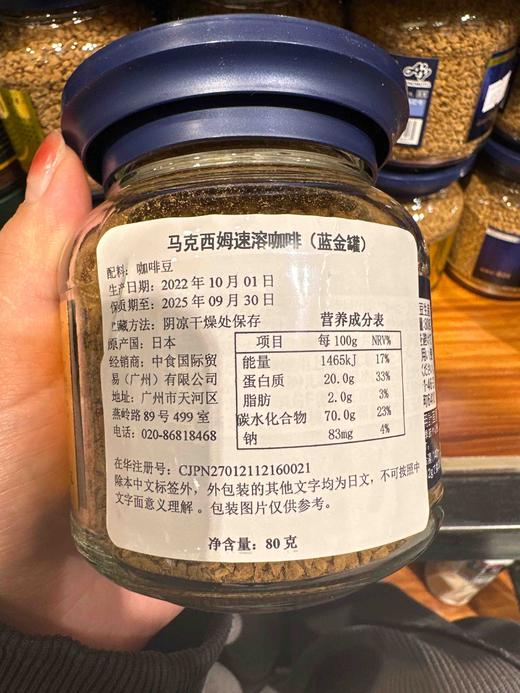 马克西姆速溶咖啡（蓝金罐）
配料：咖啡豆
生产日期：2022 年 10 月 01 日
保质期至：2025 年 09 月 30 日
贮藏方法：阴凉干燥处保存
原产国：日本
经销商：中食国际贸
易（广州）有限公司
地址：广州市天河区
燕岭路 89 号 499 室
电话：020-86818468
营养成分表
项目 每 100g NRV%
能量 1465kJ 17%
蛋白质 20.0g 33%
脂肪 2.0g 3%
碳水化合物 70.0g 23%
钠 83mg 4%
在华注册号：CJPN27012112160021
除本中文标签外，外包装的其他文字均为日文，不可按照中
文字面意义理解 。包装图片仅供参考。
净含量：80 克